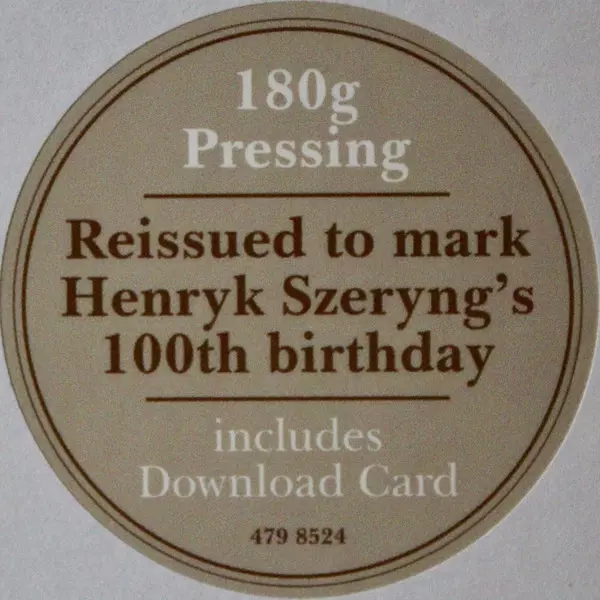 180g
Pressing
Reissued to mark
Henryk Szeryng's
100th birthday
includes
Download Card
479 8524